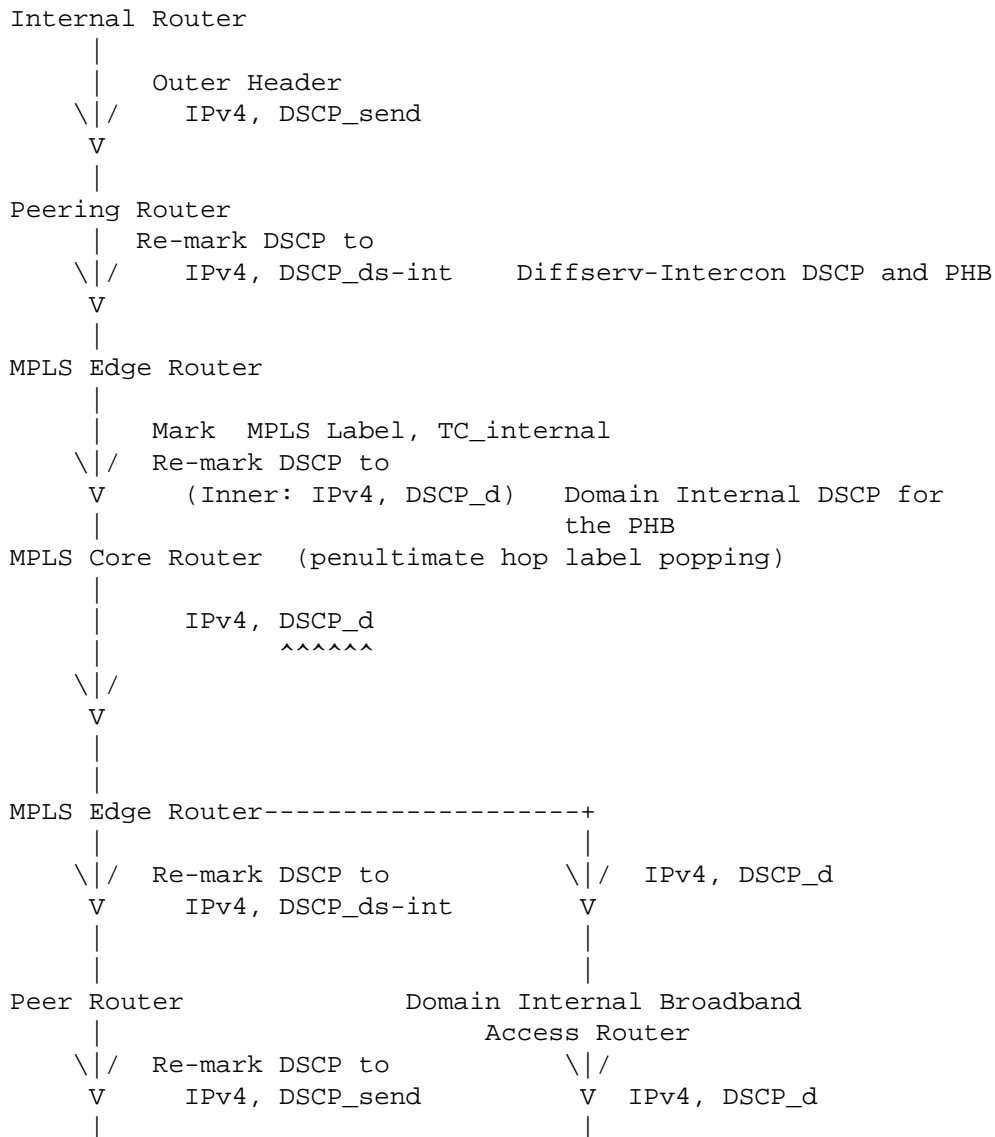 Internal Router
|
| Outer Header
\|/ IPv4, DSCP_send
V
|
Peering Router
| Re-mark DSCP to
\|/ IPv4, DSCP_ds-int Diffserv-Intercon DSCP and PHB
V
|
MPLS Edge Router
|
| Mark MPLS Label, TC_internal
\|/ Re-mark DSCP to
V (Inner: IPv4, DSCP_d) Domain Internal DSCP for
| the PHB
MPLS Core Router (penultimate hop label popping)
|
| IPv4, DSCP_d
| ^^^^^^
\|/
V
|
|
MPLS Edge Router--------------------+
| |
\|/ Re-mark DSCP to \|/ IPv4, DSCP_d
V IPv4, DSCP_ds-int V
| |
| |
Peer Router Domain Internal Broadband
| Access Router
\|/ Re-mark DSCP to \|/
V IPv4, DSCP_send V IPv4, DSCP_d
| |